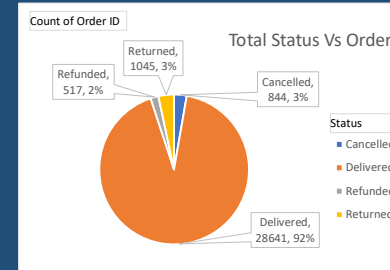 Count of Order ID
Total Status Vs Order
Returned,
1045, 3%
Refunded,
517, 2%
Cancelled,
844, 3%
Status
Cancelled
Delivered
Refunded
Returned
Delivered,
28641, 92%